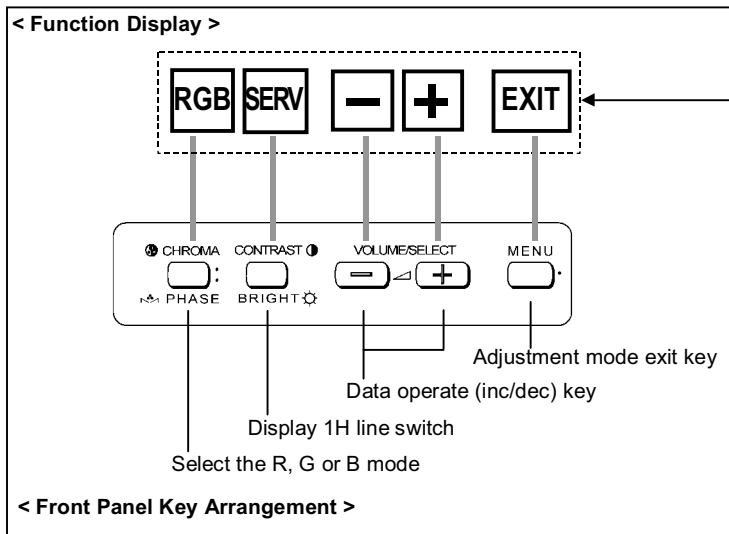 < Function Display >
RGB SERV − + EXIT
CHROMA CONTRAST VOLUME/SELECT MENU
− +
PHASE BRIGHT
Adjustment mode exit key
Data operate (inc/dec) key
Display 1H line switch
Select the R, G or B mode
< Front Panel Key Arrangement >